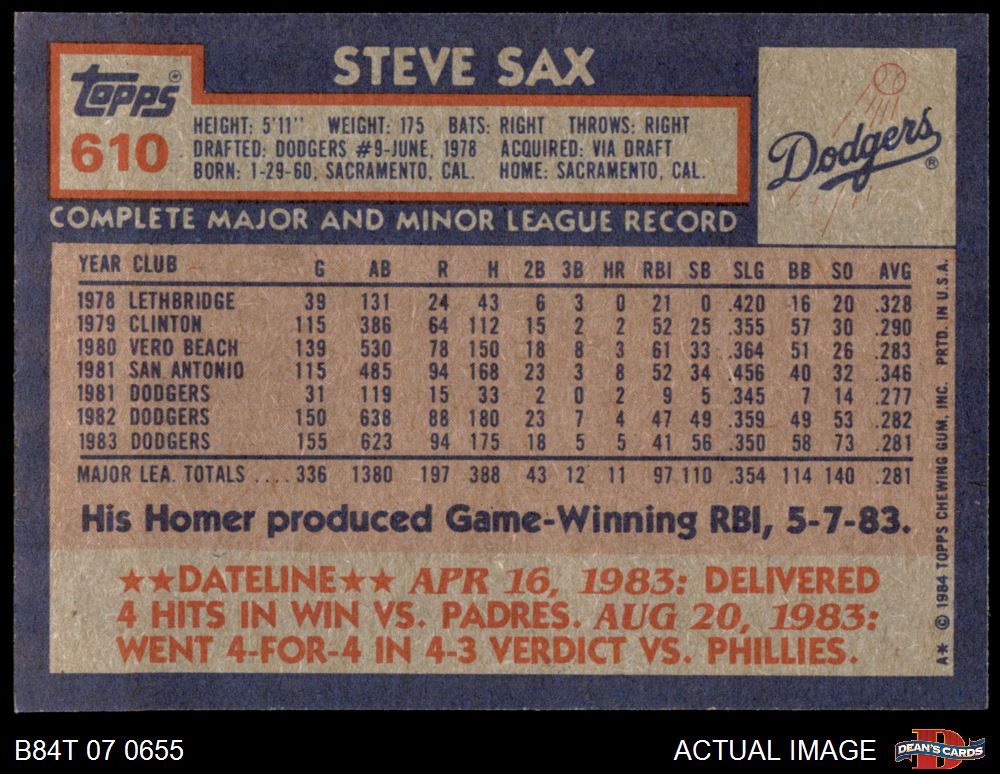 STEVE SAX
Topps
610
HEIGHT: 5'11" WEIGHT: 175 BATS: RIGHT THROWS: RIGHT
DRAFTED: DODGERS #9-JUNE, 1978 ACQUIRED: VIA DRAFT
BORN: 1-29-60, SACRAMENTO, CAL. HOME: SACRAMENTO, CAL.
Dodgers®
COMPLETE MAJOR AND MINOR LEAGUE RECORD
YEAR CLUB G AB R H 2B 3B HR RBI SB SLG BB SO AVG
1978 LETHBRIDGE 39 131 24 43 6 3 0 21 0 .420 16 20 .328
1979 CLINTON 115 386 64 112 15 2 2 52 25 .355 57 30 .290
1980 VERO BEACH 139 530 78 150 18 8 3 61 33 .364 51 26 .283
1981 SAN ANTONIO 115 485 94 168 23 3 8 52 34 .456 40 32 .346
1981 DODGERS 31 119 15 33 2 0 2 9 5 .345 7 14 .277
1982 DODGERS 150 638 88 180 23 7 4 47 49 .359 49 53 .282
1983 DODGERS 155 623 94 175 18 5 5 41 56 .350 58 73 .281
MAJOR LEA. TOTALS .... 336 1380 197 388 43 12 11 97 110 .354 114 140 .281
His Homer produced Game-Winning RBI, 5-7-83.
★★DATELINE★★ APR 16, 1983: DELIVERED
4 HITS IN WIN VS. PADRES. AUG 20, 1983:
WENT 4-FOR-4 IN 4-3 VERDICT VS. PHILLIES.
A* © 1984 TOPPS CHEWING GUM, INC. PRTD. IN U.S.A.
B84T 07 0655
ACTUAL IMAGE
DEAN'S CARDS